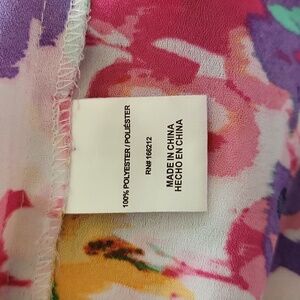 100% POLYESTER / POLIÉSTER
RN# 166212
MADE IN CHINA
HECHO EN CHINA